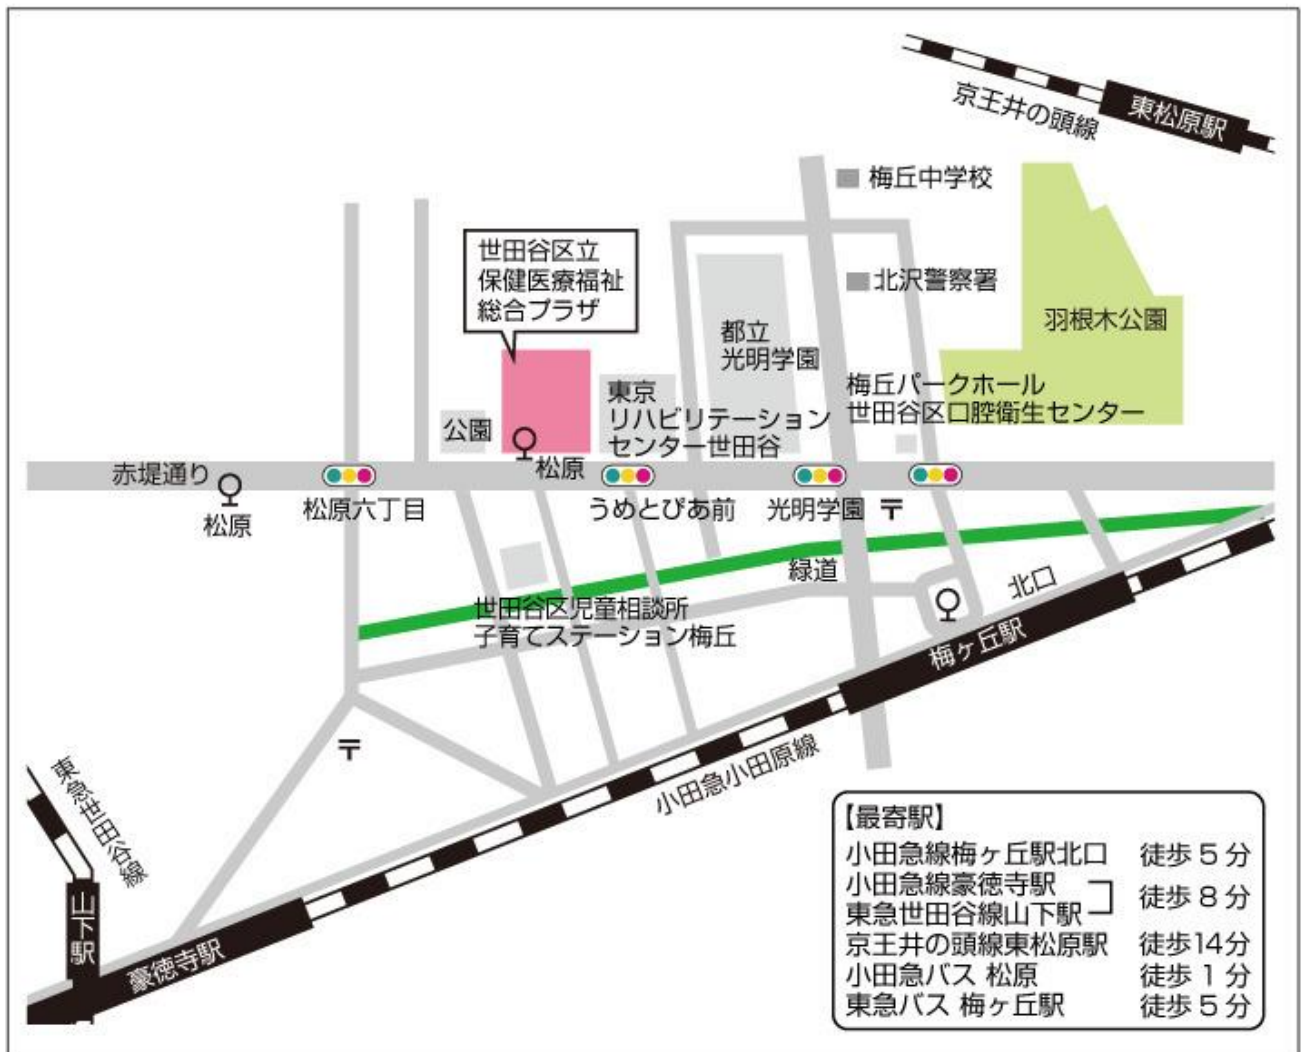 京王井の頭線
東松原駅
梅丘中学校
世田谷区立
保健医療福祉
総合プラザ
北沢警察署
羽根木公園
都立
光明学園
梅丘パークホール
世田谷区口腔衛生センター
東京
リハビリテーション
センター世田谷
公園
松原
赤堤通り
松原
松原六丁目
うめとぴあ前
光明学園
〒
緑道
北口
世田谷区児童相談所
子育てステーション梅丘
梅ヶ丘駅
〒
小田急小田原線
東急世田谷線
山下駅
豪徳寺駅
【最寄駅】
小田急線梅ヶ丘駅北口 徒歩5分
小田急線豪徳寺駅
東急世田谷線山下駅 徒歩8分
京王井の頭線東松原駅 徒歩14分
小田急バス 松原 徒歩1分
東急バス 梅ヶ丘駅 徒歩5分